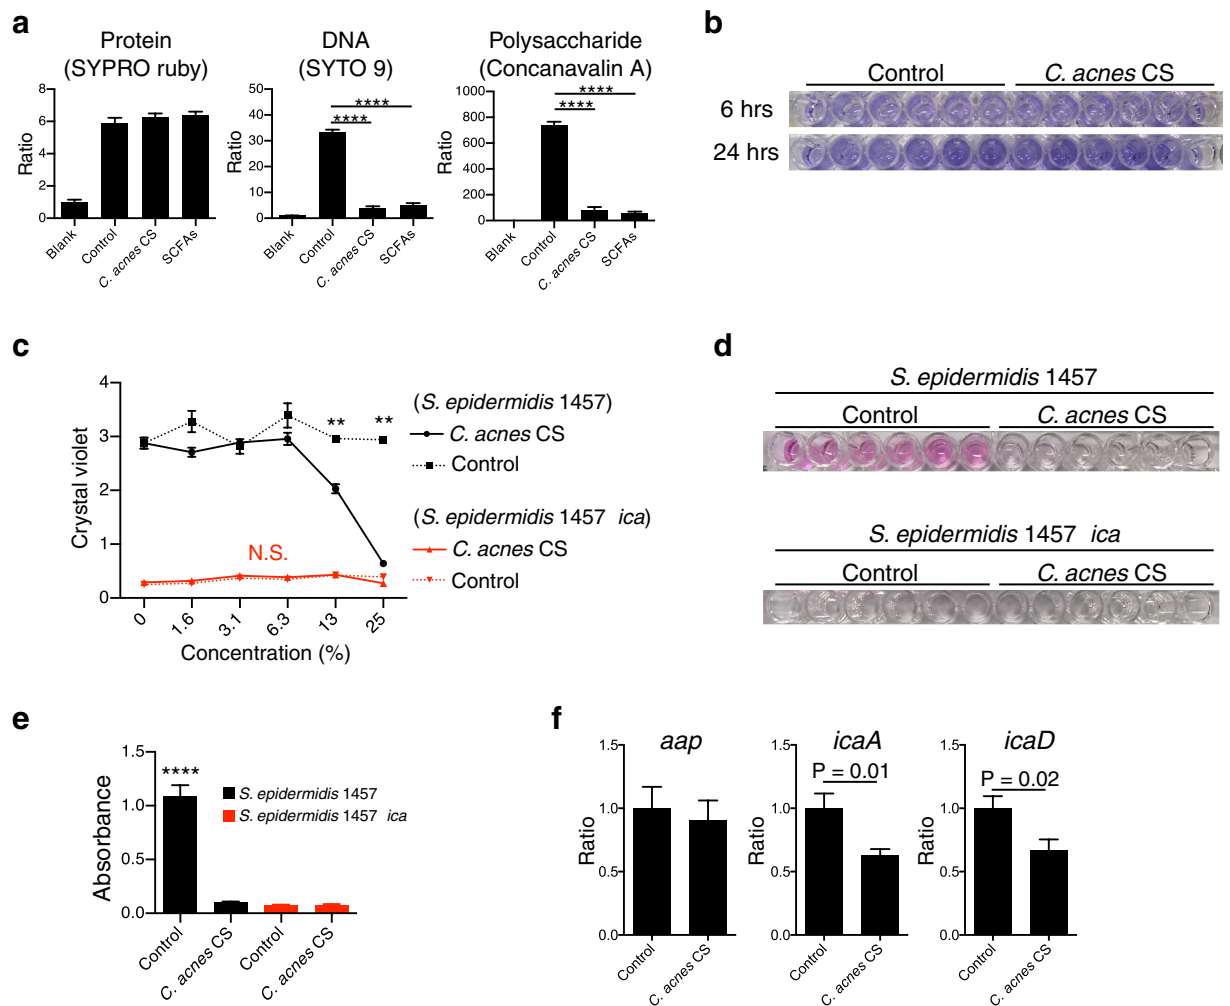 a
Protein
(SYPRO ruby)
Ratio
8
6
4
2
0
Blank
Control
C. acnes CS
SCFAs
DNA
(SYTO 9)
Ratio
50
40
30
20
10
0
****
****
Blank
Control
C. acnes CS
SCFAs
Polysaccharide
(Concanavalin A)
Ratio
1000
800
600
400
200
0
****
****
Blank
Control
C. acnes CS
SCFAs
b
Control
C. acnes CS
6 hrs
24 hrs
c
Crystal violet
4
3
2
1
0
**
**
N.S.
0
1.6
3.1
6.3
13
25
Concentration (%)
(S. epidermidis 1457)
C. acnes CS
Control
(S. epidermidis 1457 ica)
C. acnes CS
Control
d
S. epidermidis 1457
Control
C. acnes CS
S. epidermidis 1457 ica
Control
C. acnes CS
e
Absorbance
1.5
1.0
0.5
0.0
****
S. epidermidis 1457
S. epidermidis 1457 ica
Control
C. acnes CS
Control
C. acnes CS
f
aap
Ratio
1.5
1.0
0.5
0.0
Control
C. acnes CS
icaA
P = 0.01
Ratio
1.5
1.0
0.5
0.0
Control
C. acnes CS
icaD
P = 0.02
Ratio
1.5
1.0
0.5
0.0
Control
C. acnes CS